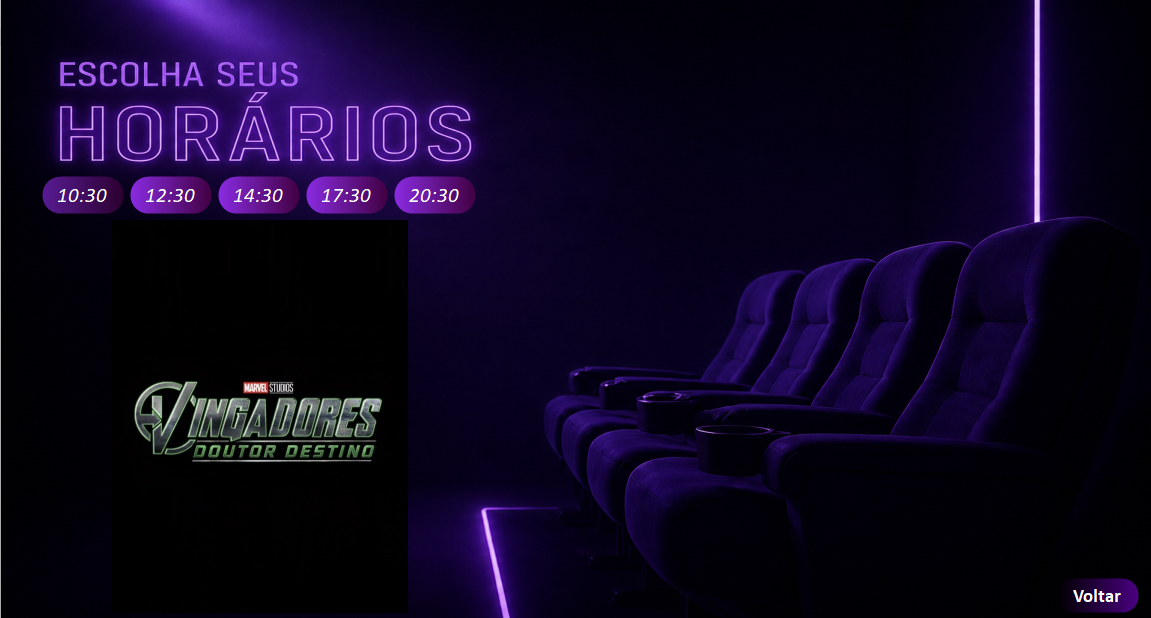 ESCOLHA SEUS
HORÁRIOS
10:30 12:30 14:30 17:30 20:30
MARVEL STUDIOS
VINGADORES
DOUTOR DESTINO
Voltar